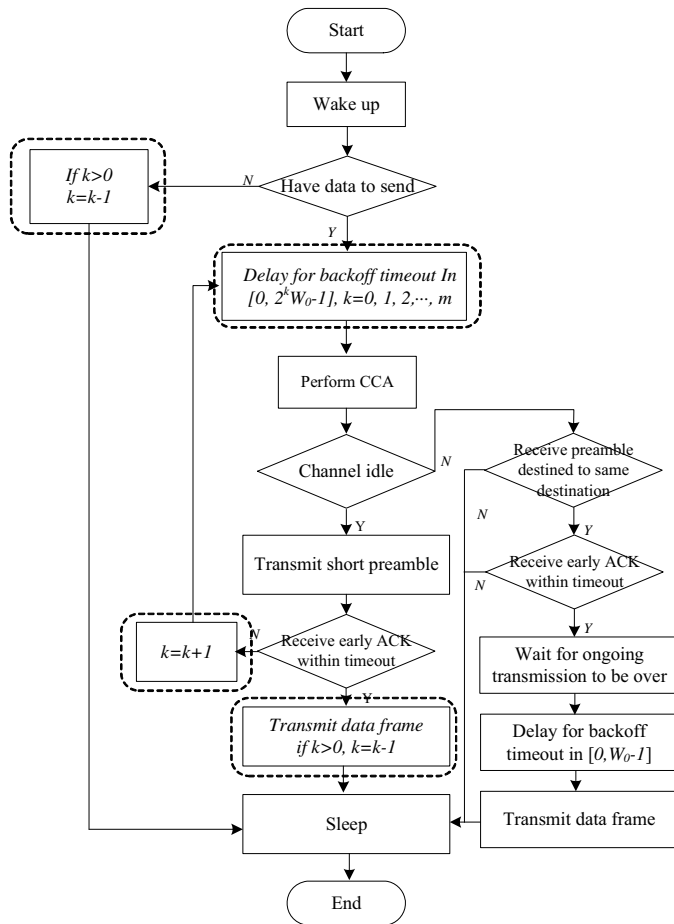 Start
Wake up
Have data to send
N
If k>0
k=k-1
Y
Delay for backoff timeout In
[0, 2^k W₀-1], k=0, 1, 2,···, m
Perform CCA
Channel idle
N
Receive preamble
destined to same
destination
N
Y
Y
Transmit short preamble
Receive early ACK
within timeout
N
Y
k=k+1
N
Receive early ACK
within timeout
Y
Wait for ongoing
transmission to be over
Transmit data frame
if k>0, k=k-1
Delay for backoff
timeout in [0,W₀-1]
Sleep
Transmit data frame
End